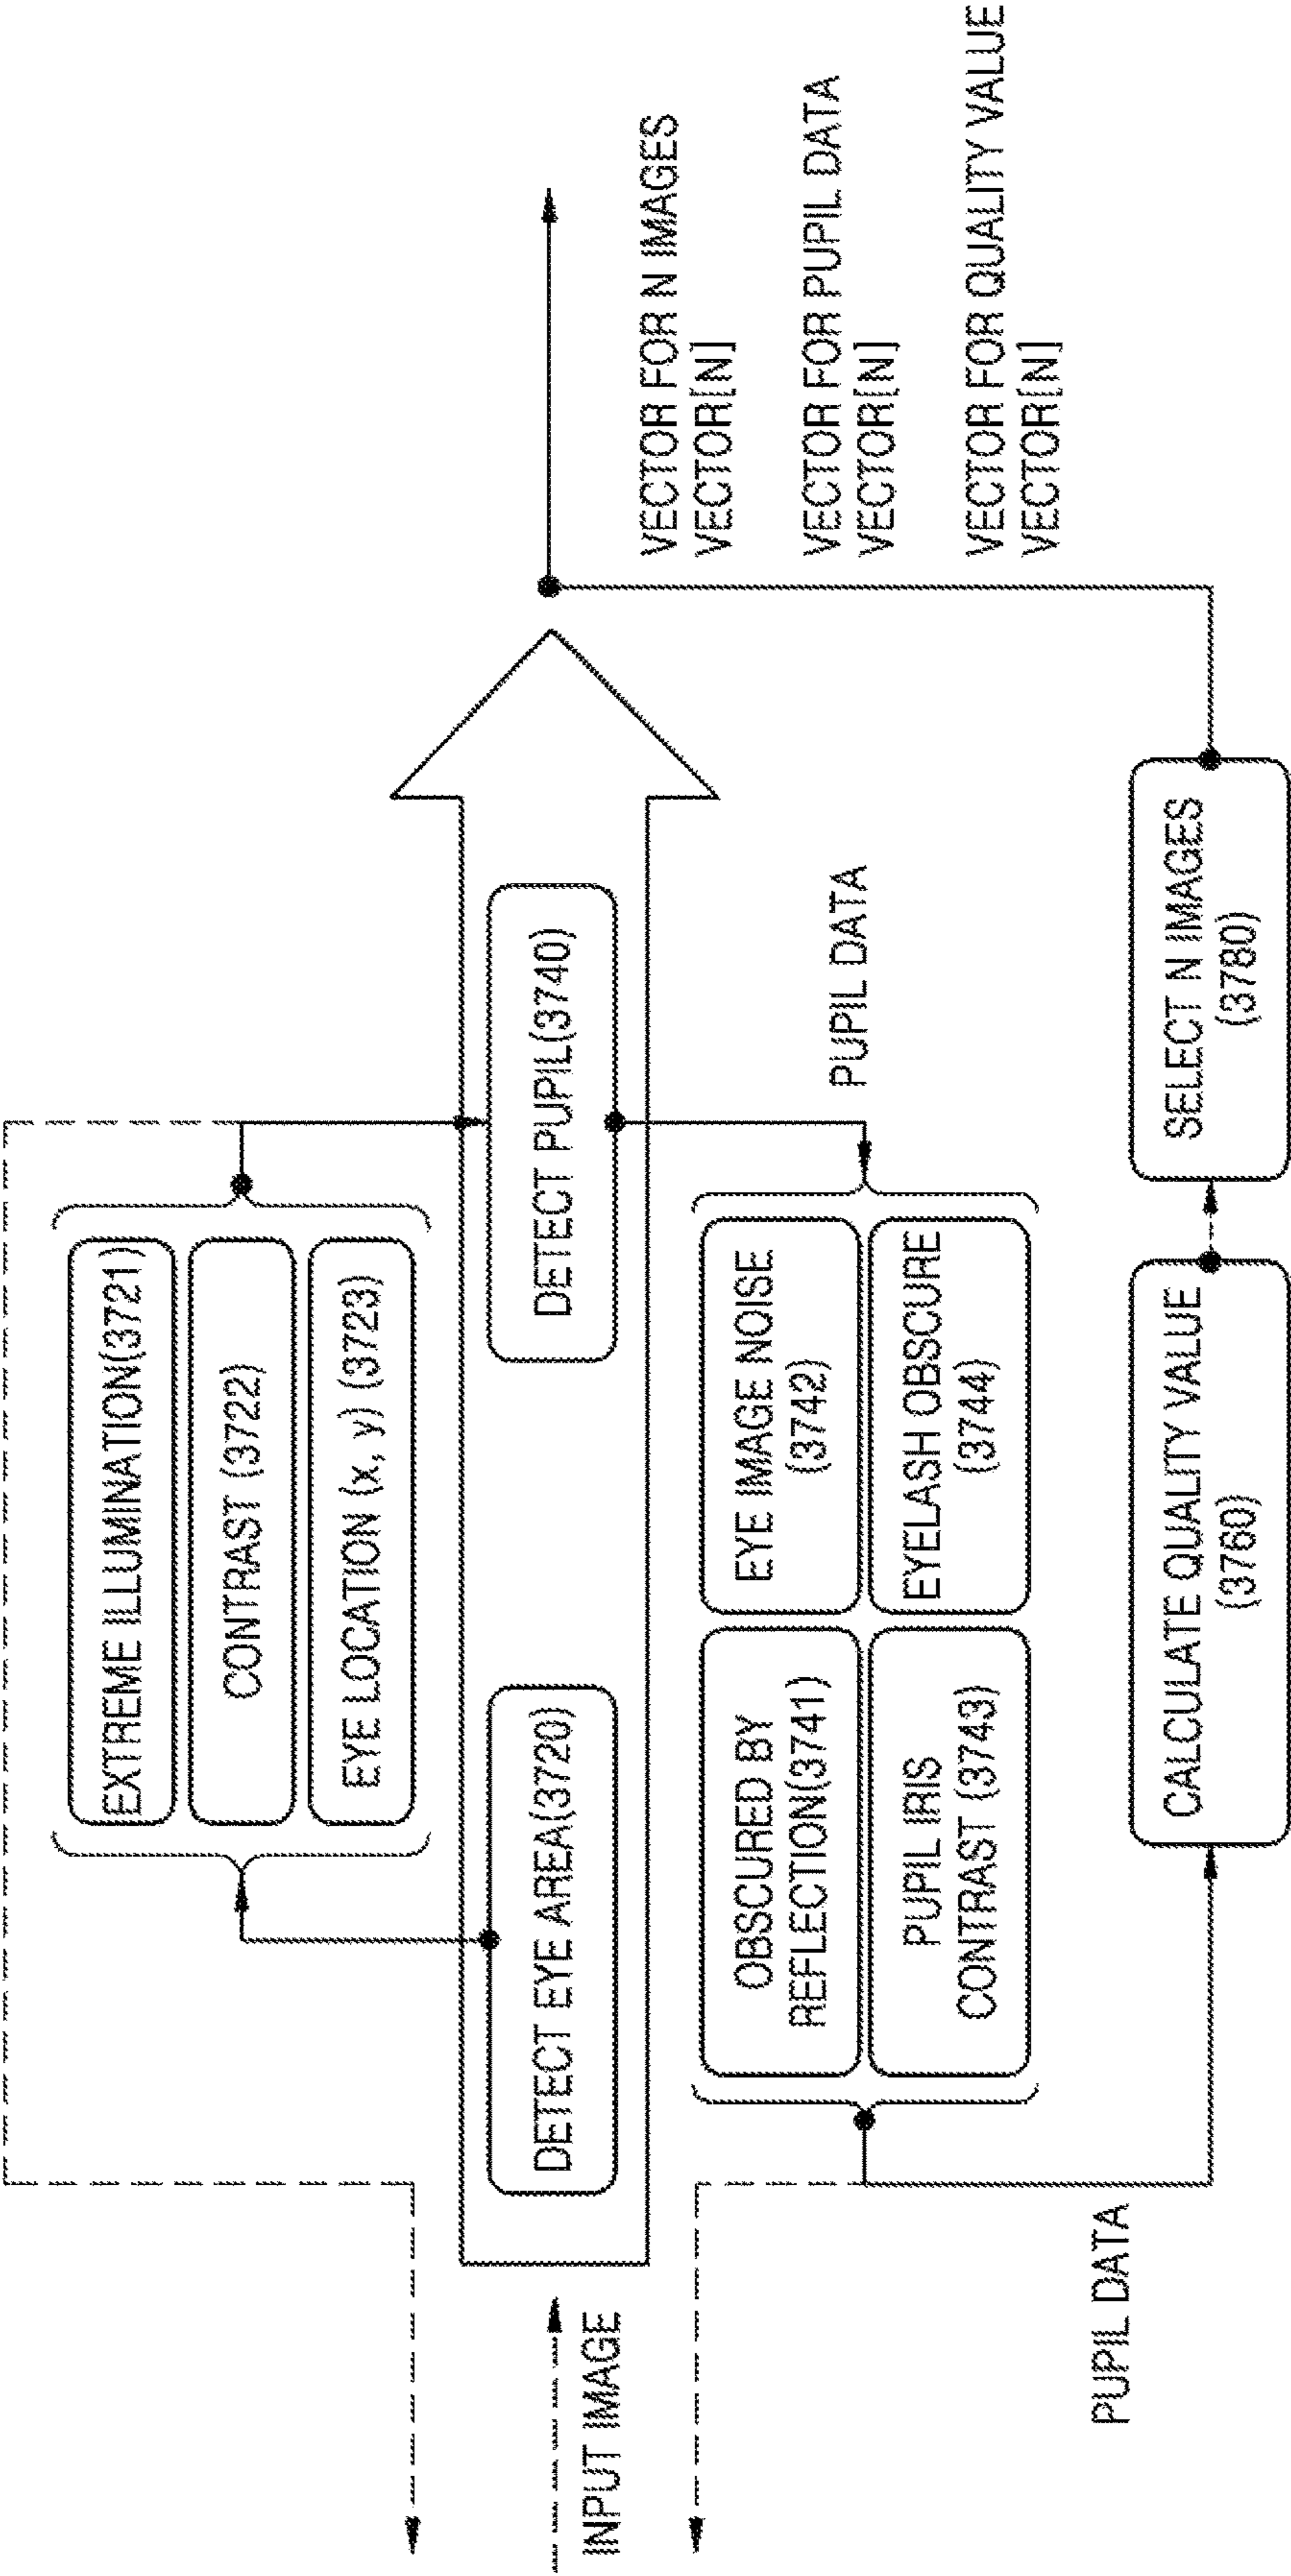 EXTREME ILLUMINATION(3721)
CONTRAST (3722)
EYE LOCATION (x, y) (3723)
INPUT IMAGE
DETECT EYE AREA(3720)
DETECT PUPIL(3740)
VECTOR FOR N IMAGES
VECTOR[N]
VECTOR FOR PUPIL DATA
VECTOR[N]
VECTOR FOR QUALITY VALUE
VECTOR[N]
OBSCURED BY
REFLECTION(3741)
EYE IMAGE NOISE
(3742)
PUPIL IRIS
CONTRAST (3743)
EYELASH OBSCURE
(3744)
PUPIL DATA
PUPIL DATA
CALCULATE QUALITY VALUE
(3760)
SELECT N IMAGES
(3780)